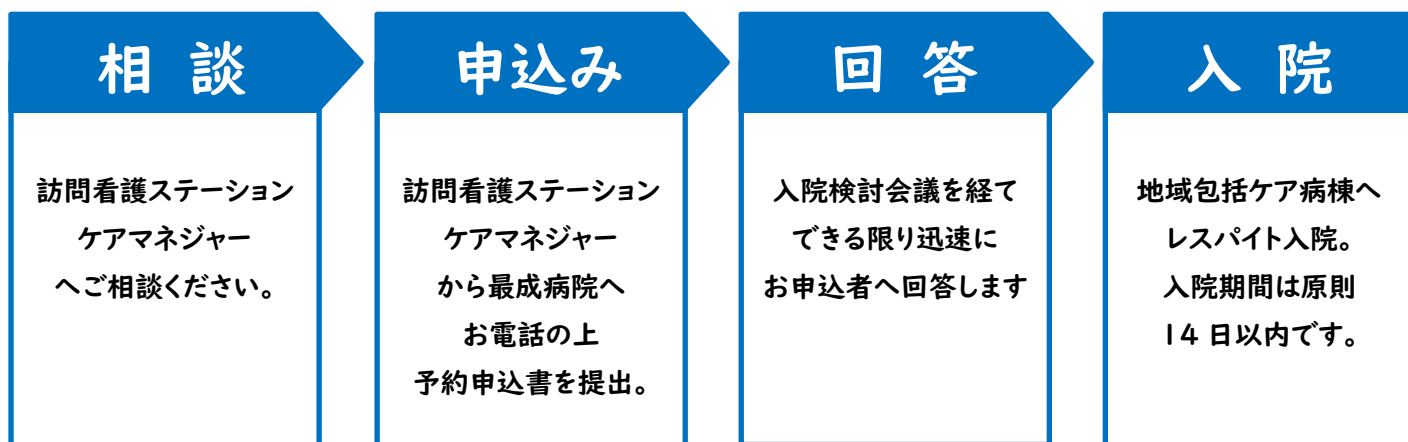 相 談
訪問看護ステーション
ケアマネジャー
へご相談ください。
申込み
訪問看護ステーション
ケアマネジャー
から最成病院へ
お電話の上
予約申込書を提出。
回 答
入院検討会議を経て
できる限り迅速に
お申込者へ回答します
入 院
地域包括ケア病棟へ
レスパイト入院。
入院期間は原則
14 日以内です。